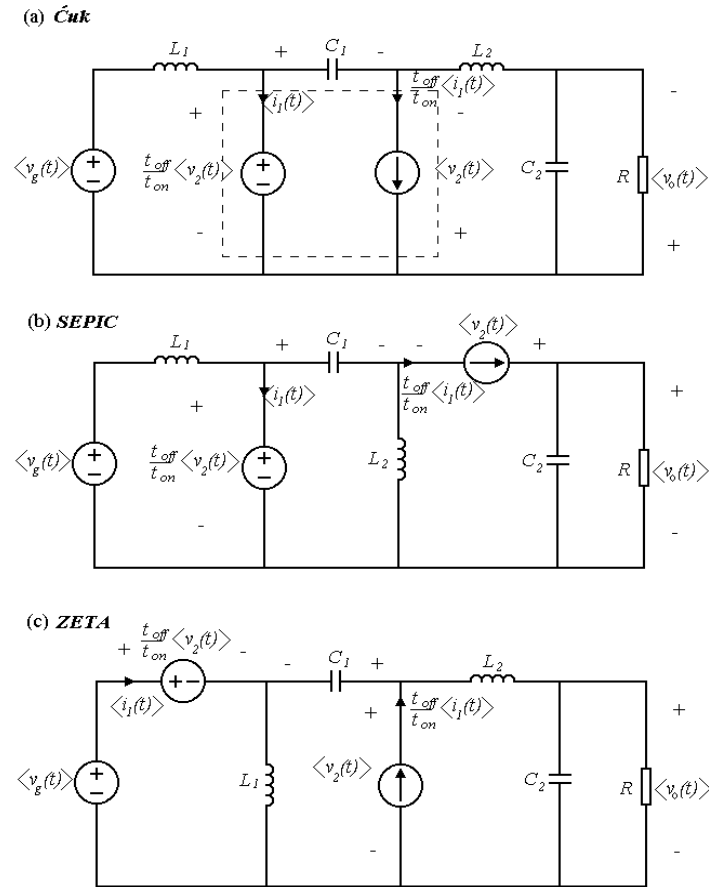 (a) Ćuk
L1 + C1 - L2
<i1(t)> toff/ton <i1(t)>
+ - -
<vg(t)> + - toff/ton <v2(t)> + - <v2(t)> C2 R <vo(t)>
- + +
(b) SEPIC
<v2(t)>
L1 + C1 - - +
<i1(t)> toff/ton <i1(t)>
+ +
<vg(t)> + - toff/ton <v2(t)> + - L2 C2 R <vo(t)>
- -
(c) ZETA
+ toff/ton <v2(t)> - - C1 + L2
+ -
<i1(t)> + toff/ton <i1(t)> +
<vg(t)> + - L1 <v2(t)> C2 R <vo(t)>
- -